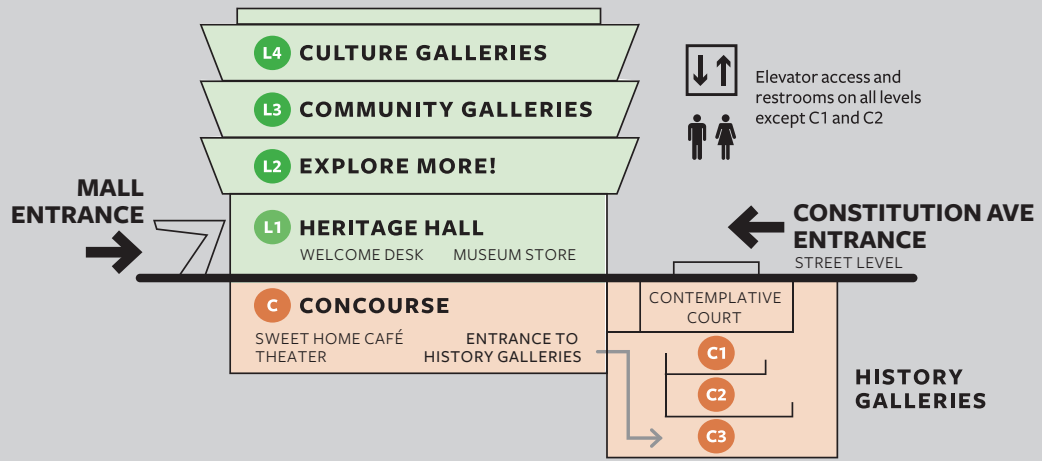 L4 CULTURE GALLERIES
L3 COMMUNITY GALLERIES
L2 EXPLORE MORE!
L1 HERITAGE HALL
WELCOME DESK MUSEUM STORE
MALL
ENTRANCE
Elevator access and
restrooms on all levels
except C1 and C2
CONSTITUTION AVE
ENTRANCE
STREET LEVEL
C CONCOURSE
SWEET HOME CAFÉ
THEATER
ENTRANCE TO
HISTORY GALLERIES
CONTEMPLATIVE
COURT
C1
C2
C3
HISTORY
GALLERIES